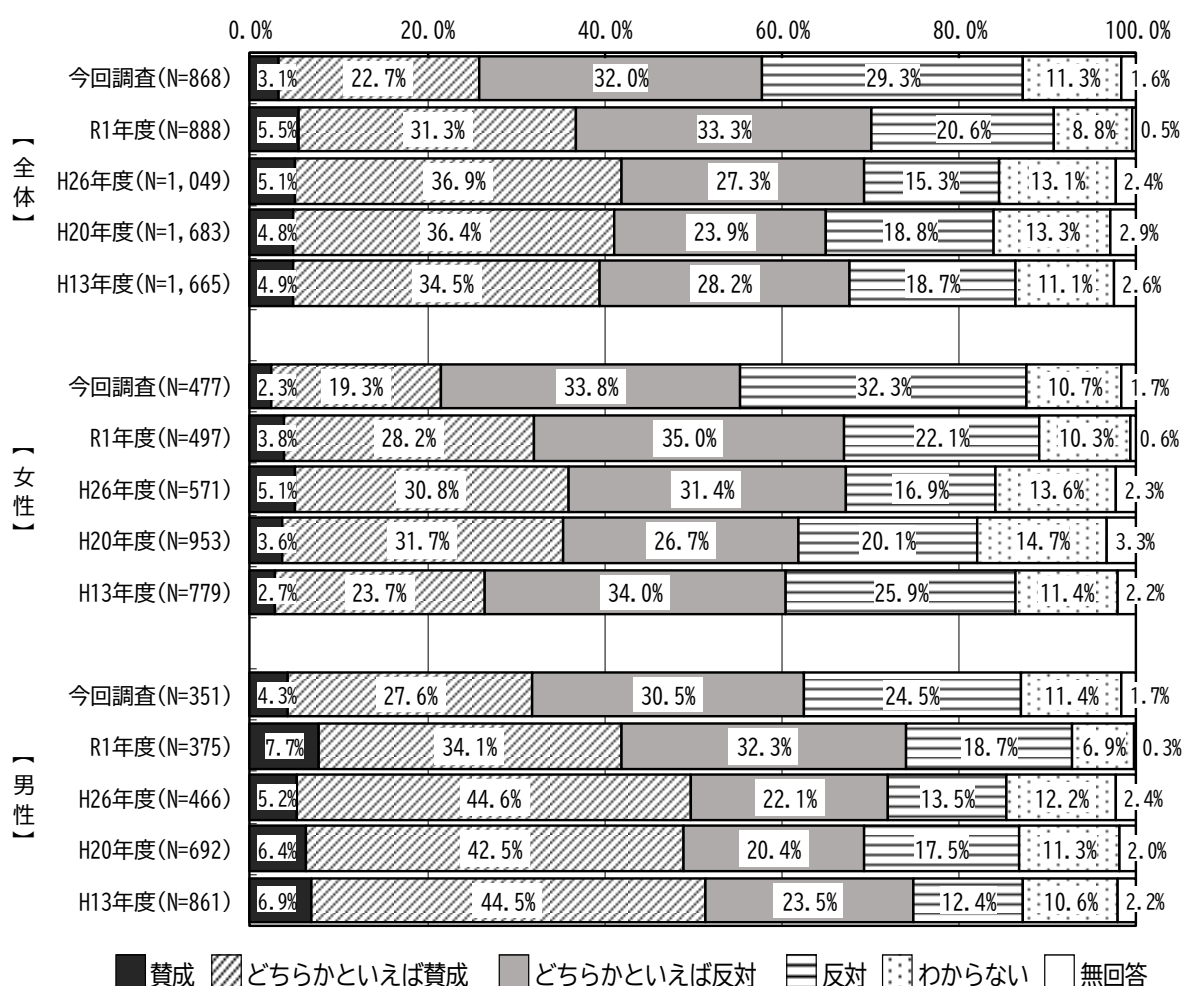 0.0% 20.0% 40.0% 60.0% 80.0% 100.0%
【全体】
今回調査(N=868) 3.1% 22.7% 32.0% 29.3% 11.3% 1.6%
R1年度(N=888) 5.5% 31.3% 33.3% 20.6% 8.8% 0.5%
H26年度(N=1,049) 5.1% 36.9% 27.3% 15.3% 13.1% 2.4%
H20年度(N=1,683) 4.8% 36.4% 23.9% 18.8% 13.3% 2.9%
H13年度(N=1,665) 4.9% 34.5% 28.2% 18.7% 11.1% 2.6%
【女性】
今回調査(N=477) 2.3% 19.3% 33.8% 32.3% 10.7% 1.7%
R1年度(N=497) 3.8% 28.2% 35.0% 22.1% 10.3% 0.6%
H26年度(N=571) 5.1% 30.8% 31.4% 16.9% 13.6% 2.3%
H20年度(N=953) 3.6% 31.7% 26.7% 20.1% 14.7% 3.3%
H13年度(N=779) 2.7% 23.7% 34.0% 25.9% 11.4% 2.2%
【男性】
今回調査(N=351) 4.3% 27.6% 30.5% 24.5% 11.4% 1.7%
R1年度(N=375) 7.7% 34.1% 32.3% 18.7% 6.9% 0.3%
H26年度(N=466) 5.2% 44.6% 22.1% 13.5% 12.2% 2.4%
H20年度(N=692) 6.4% 42.5% 20.4% 17.5% 11.3% 2.0%
H13年度(N=861) 6.9% 44.5% 23.5% 12.4% 10.6% 2.2%
賛成 どちらかといえば賛成 どちらかといえば反対 反対 わからない 無回答